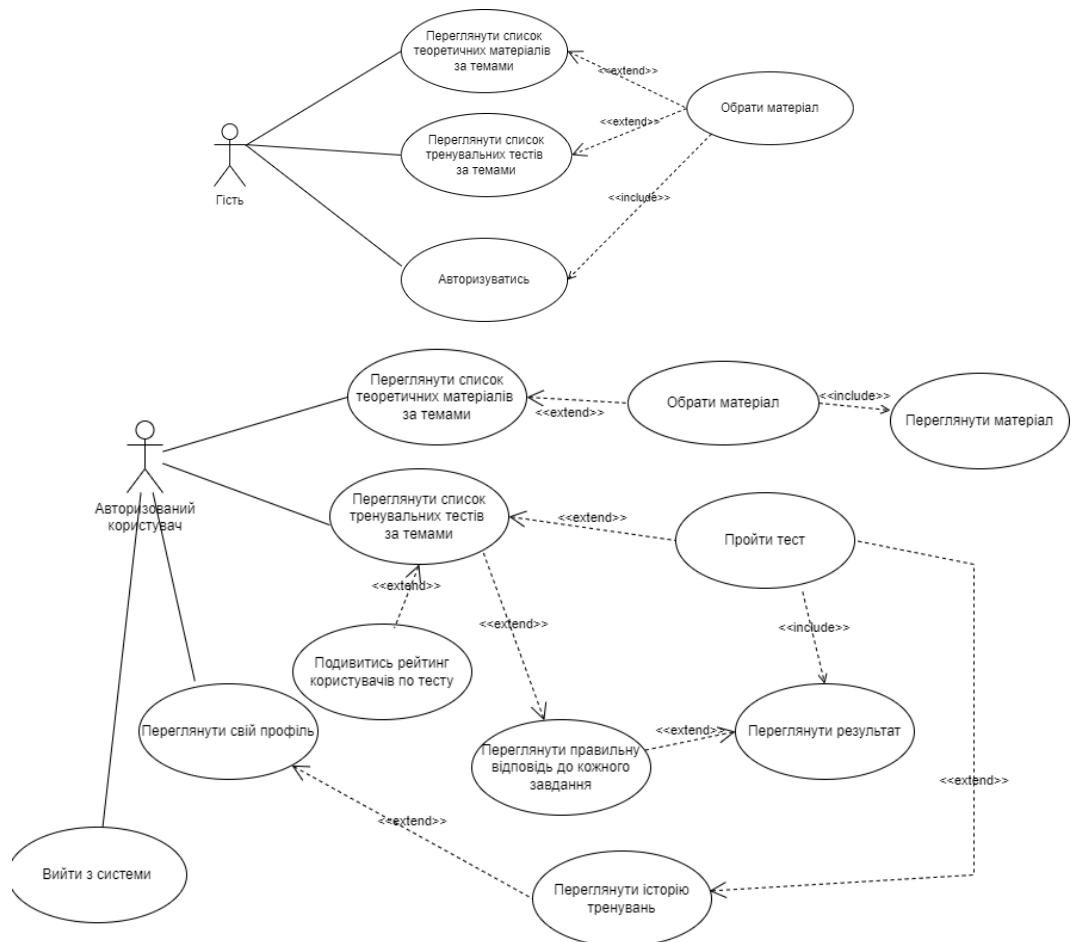 Переглянути список
теоретичних матеріалів
за темами
<<extend>>
Обрати матеріал
<<extend>>
Переглянути список
тренувальних тестів
за темами
Гість
<<include>>
Авторизуватись
Переглянути список
теоретичних матеріалів
за темами
<<extend>>
Обрати матеріал
<<include>>
Переглянути матеріал
Авторизований
користувач
Переглянути список
тренувальних тестів
за темами
<<extend>>
Пройти тест
<<extend>>
<<extend>>
<<include>>
Подивитись рейтинг
користувачів по тесту
Переглянути свій профіль
Переглянути правильну
відповідь до кожного
завдання
<<extend>>
Переглянути результат
<<extend>>
<<extend>>
Вийти з системи
Переглянути історію
тренувань